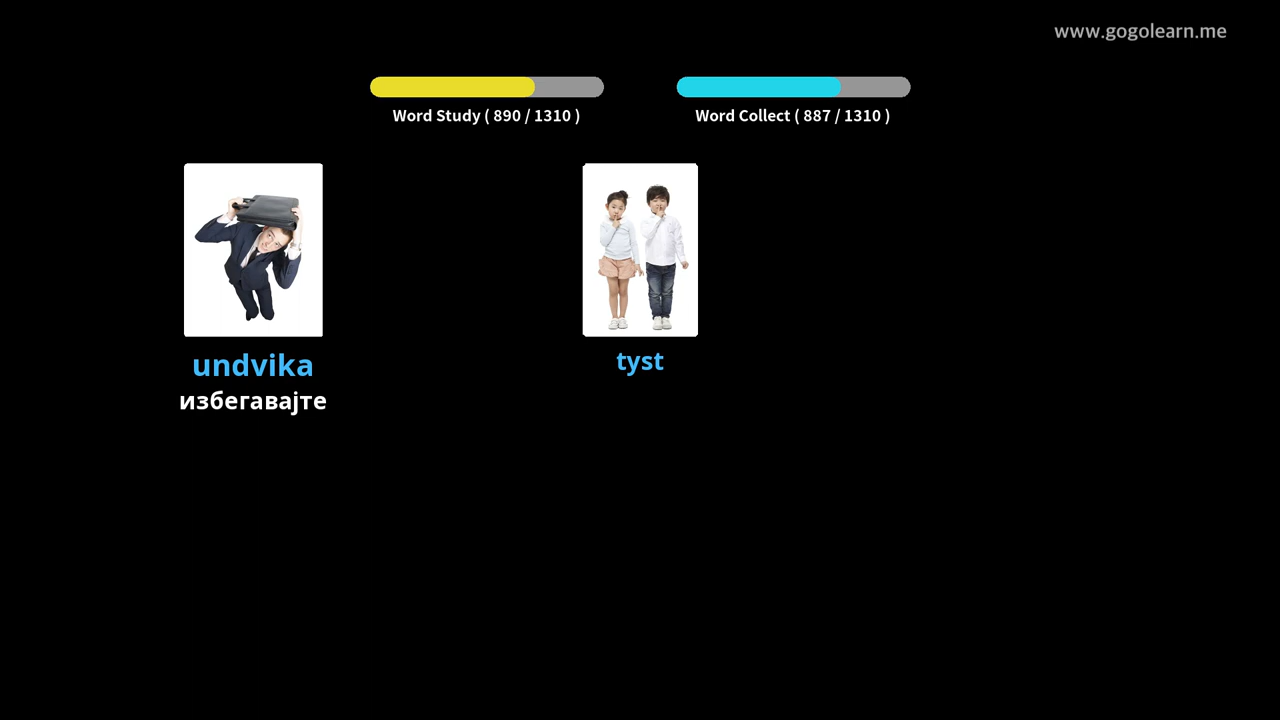 www.gogolearn.me
Word Study ( 890 / 1310 )
Word Collect ( 887 / 1310 )
undvika
избегавајте
tyst